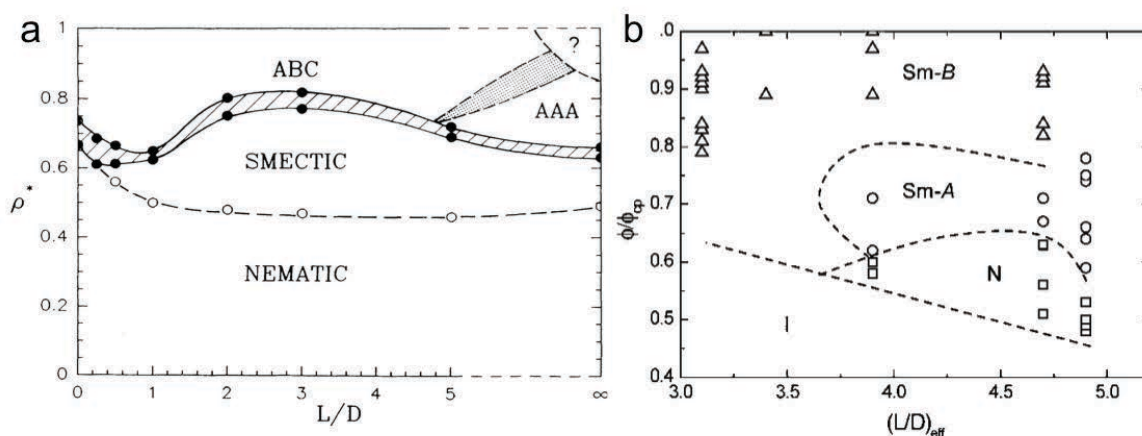 a
1
0.8
0.6
ρ*
0.4
0.2
0
ABC
?
AAA
SMECTIC
NEMATIC
0 1 2 3 5 ∞
L/D
b
.0
0.9
0.8
0.7
0.6
0.5
0.4
ϕ/ϕcp
Sm-B
Sm-A
N
I
3.0 3.5 4.0 4.5 5.0
(L/D)eff